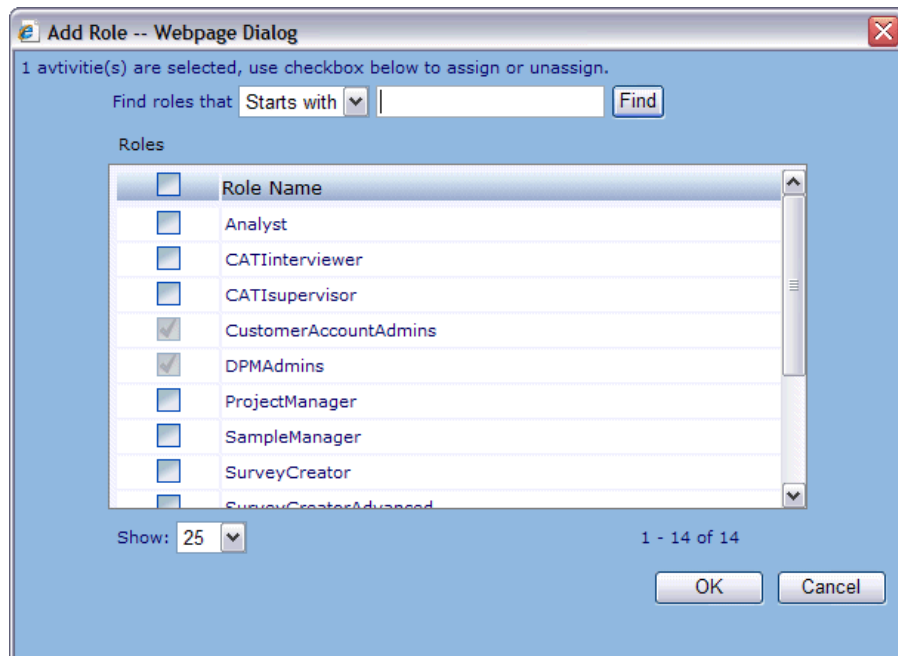 Add Role -- Webpage Dialog
1 avtivitie(s) are selected, use checkbox below to assign or unassign.
Find roles that Starts with Find
Roles
Role Name
Analyst
CATIinterviewer
CATIsupervisor
CustomerAccountAdmins
DPMAdmins
ProjectManager
SampleManager
SurveyCreator
SurveyCreatorAdvanced
Show: 25 1 - 14 of 14
OK Cancel